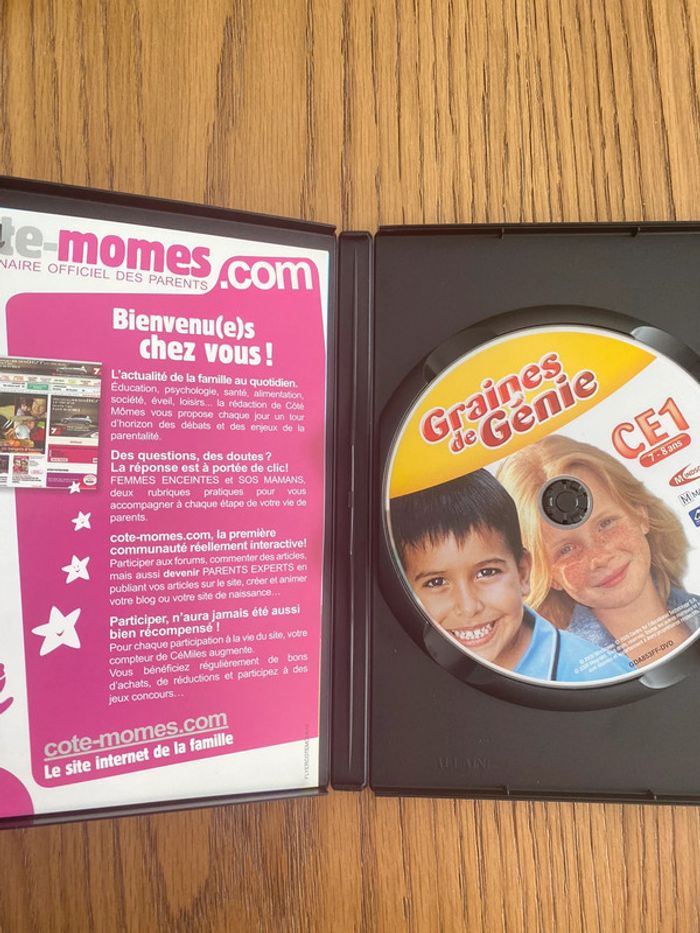 te-momes.com
NAIRE OFFICIEL DES PARENTS
Bienvenu(e)s
chez vous !
L'actualité de la famille au quotidien.
Éducation, psychologie, santé, alimentation,
société, éveil, loisirs... la rédaction de Côté
Mômes vous propose chaque jour un tour
d'horizon des débats et des enjeux de la
parentalité.
Des questions, des doutes ?
La réponse est à portée de clic!
FEMMES ENCEINTES et SOS MAMANS,
deux rubriques pratiques pour vous
accompagner à chaque étape de votre vie de
parents.
cote-momes.com, la première
communauté réellement interactive!
Participer aux forums, commenter des articles,
mais aussi devenir PARENTS EXPERTS en
publiant vos articles sur le site, créer et animer
votre blog ou votre site de naissance...
Participer, n'aura jamais été aussi
bien récompensé !
Pour chaque participation à la vie du site, votre
compteur de CéMiles augmente.
Vous bénéficiez régulièrement de bons
d'achats, de réductions et participez à des
jeux concours...
cote-momes.com
Le site internet de la famille
Graines
de Génie
CE1
7 - 8 ans
DDA853FF-DVD